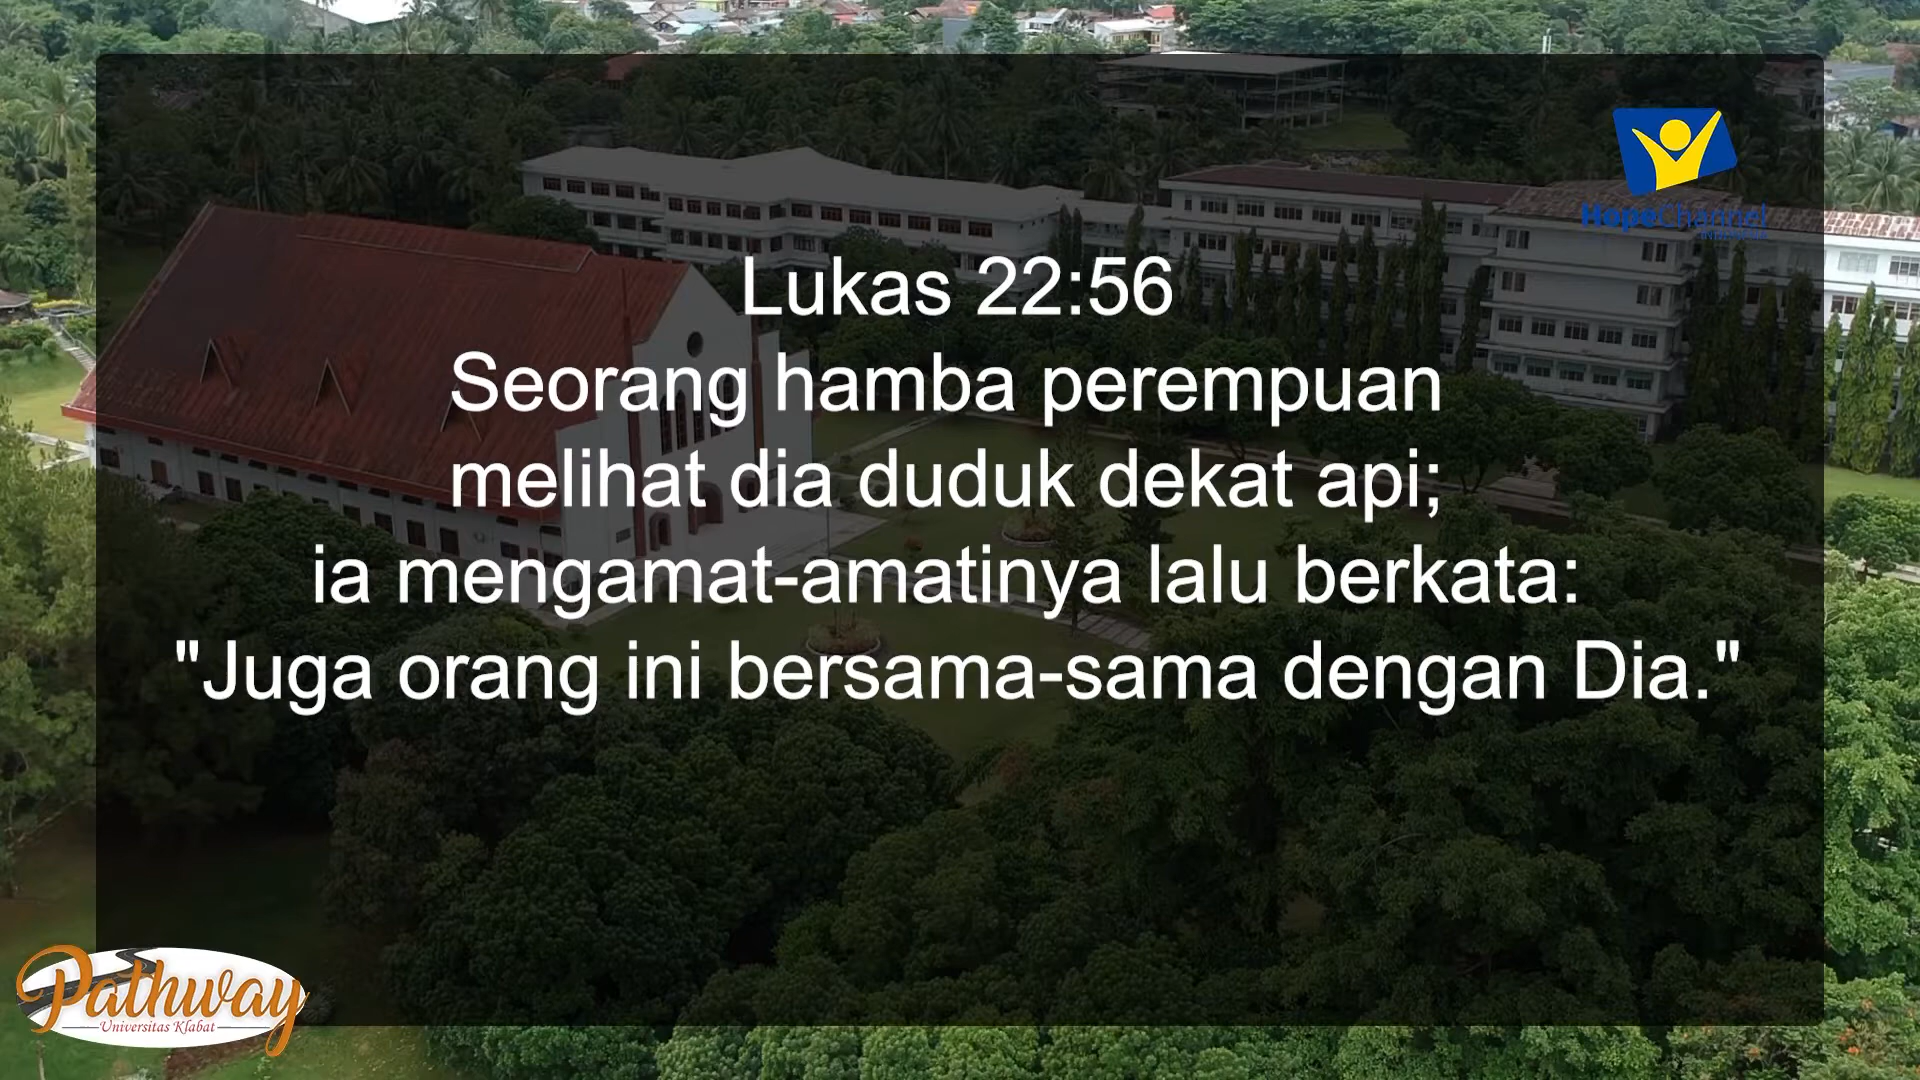 HopeChannel
INDONESIA
Lukas 22:56
Seorang hamba perempuan
melihat dia duduk dekat api;
ia mengamat-amatinya lalu berkata:
"Juga orang ini bersama-sama dengan Dia."
Pathway
Universitas Klabat